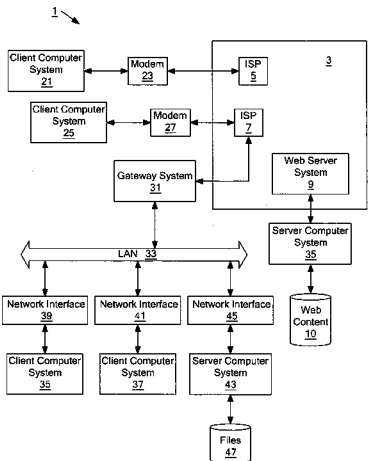 1
3
Client Computer
System
21
Modem
23
ISP
5
Client Computer
System
25
Modem
27
ISP
7
Web Server
System
9
Gateway System
31
Server Computer
System
35
LAN 33
Network Interface
39
Network Interface
41
Network Interface
45
Web
Content
10
Client Computer
System
35
Client Computer
System
37
Server Computer
System
43
Files
47